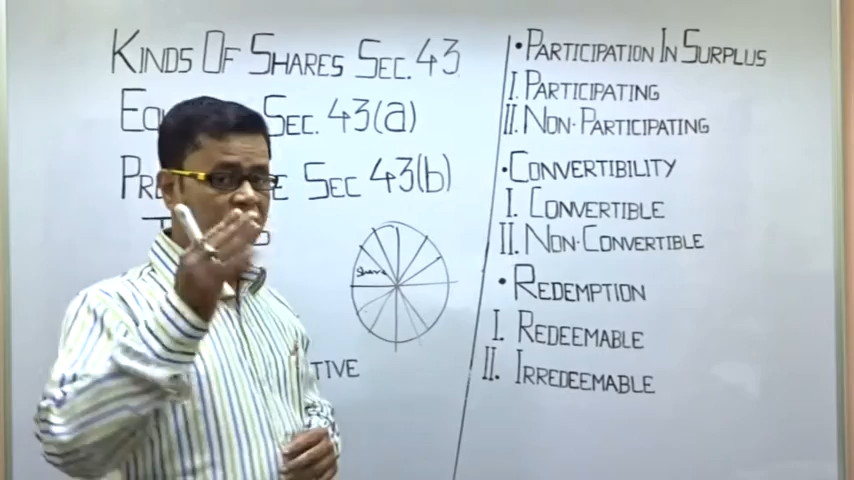 KINDS OF SHARES SEC. 43
SEC. 43(a)
SEC 43(b)
Share
TIVE
• PARTICIPATION IN SURPLUS
I. PARTICIPATING
II. NON-PARTICIPATING
• CONVERTIBILITY
I. CONVERTIBLE
II. NON-CONVERTIBLE
• REDEMPTION
I. REDEEMABLE
II. IRREDEEMABLE